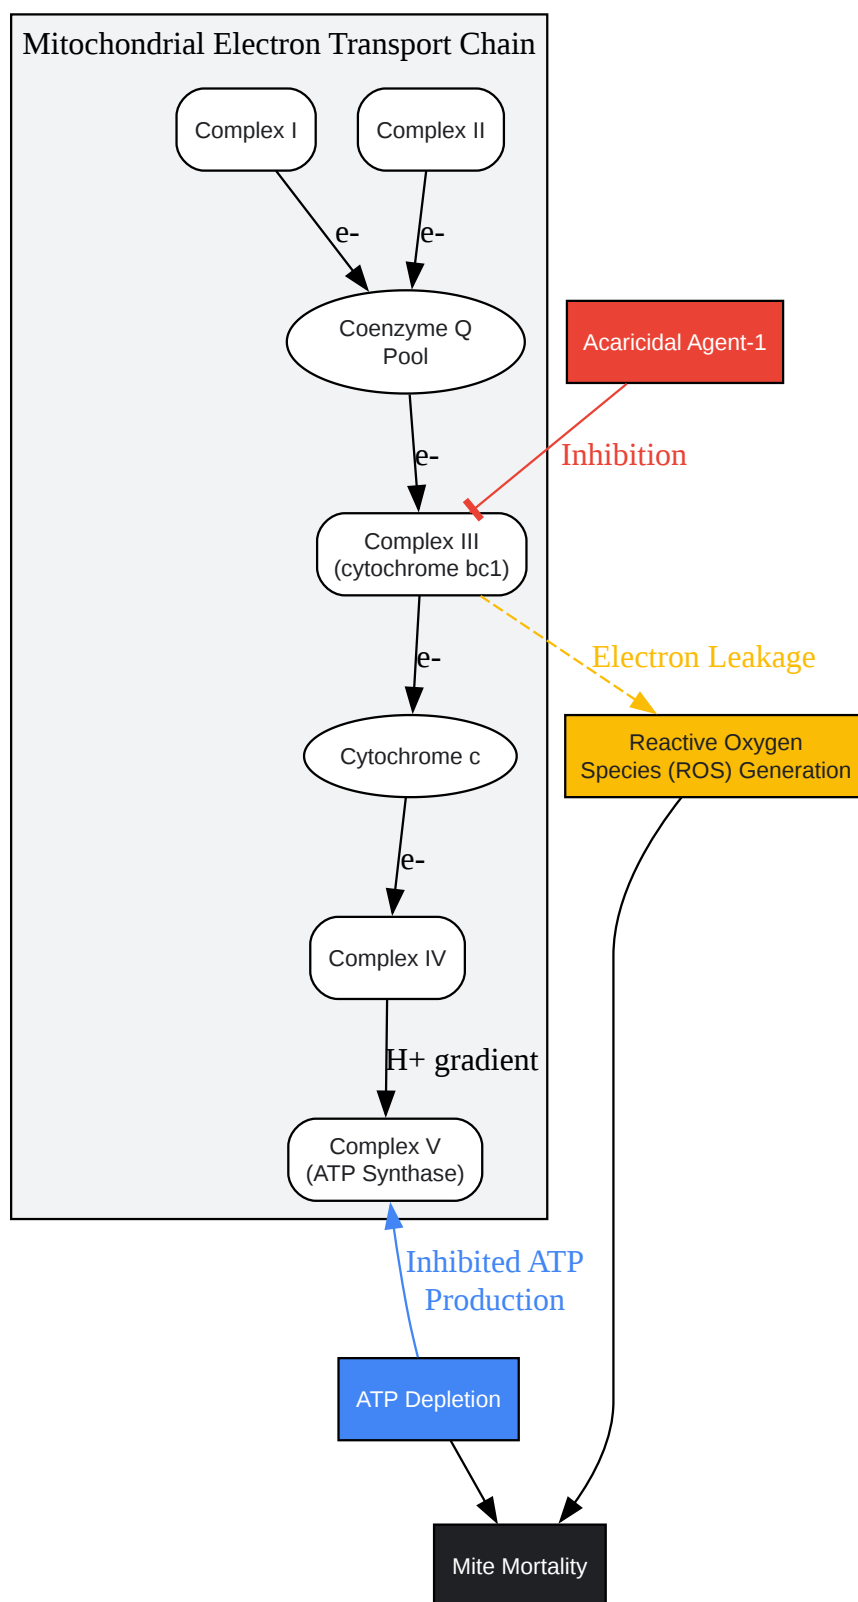 Mitochondrial Electron Transport Chain
Complex I
Complex II
e-
e-
Coenzyme Q
Pool
Acaricidal Agent-1
e-
Inhibition
Complex III
(cytochrome bc1)
e-
Electron Leakage
Cytochrome c
Reactive Oxygen
Species (ROS) Generation
e-
Complex IV
H+ gradient
Complex V
(ATP Synthase)
Inhibited ATP
Production
ATP Depletion
Mite Mortality